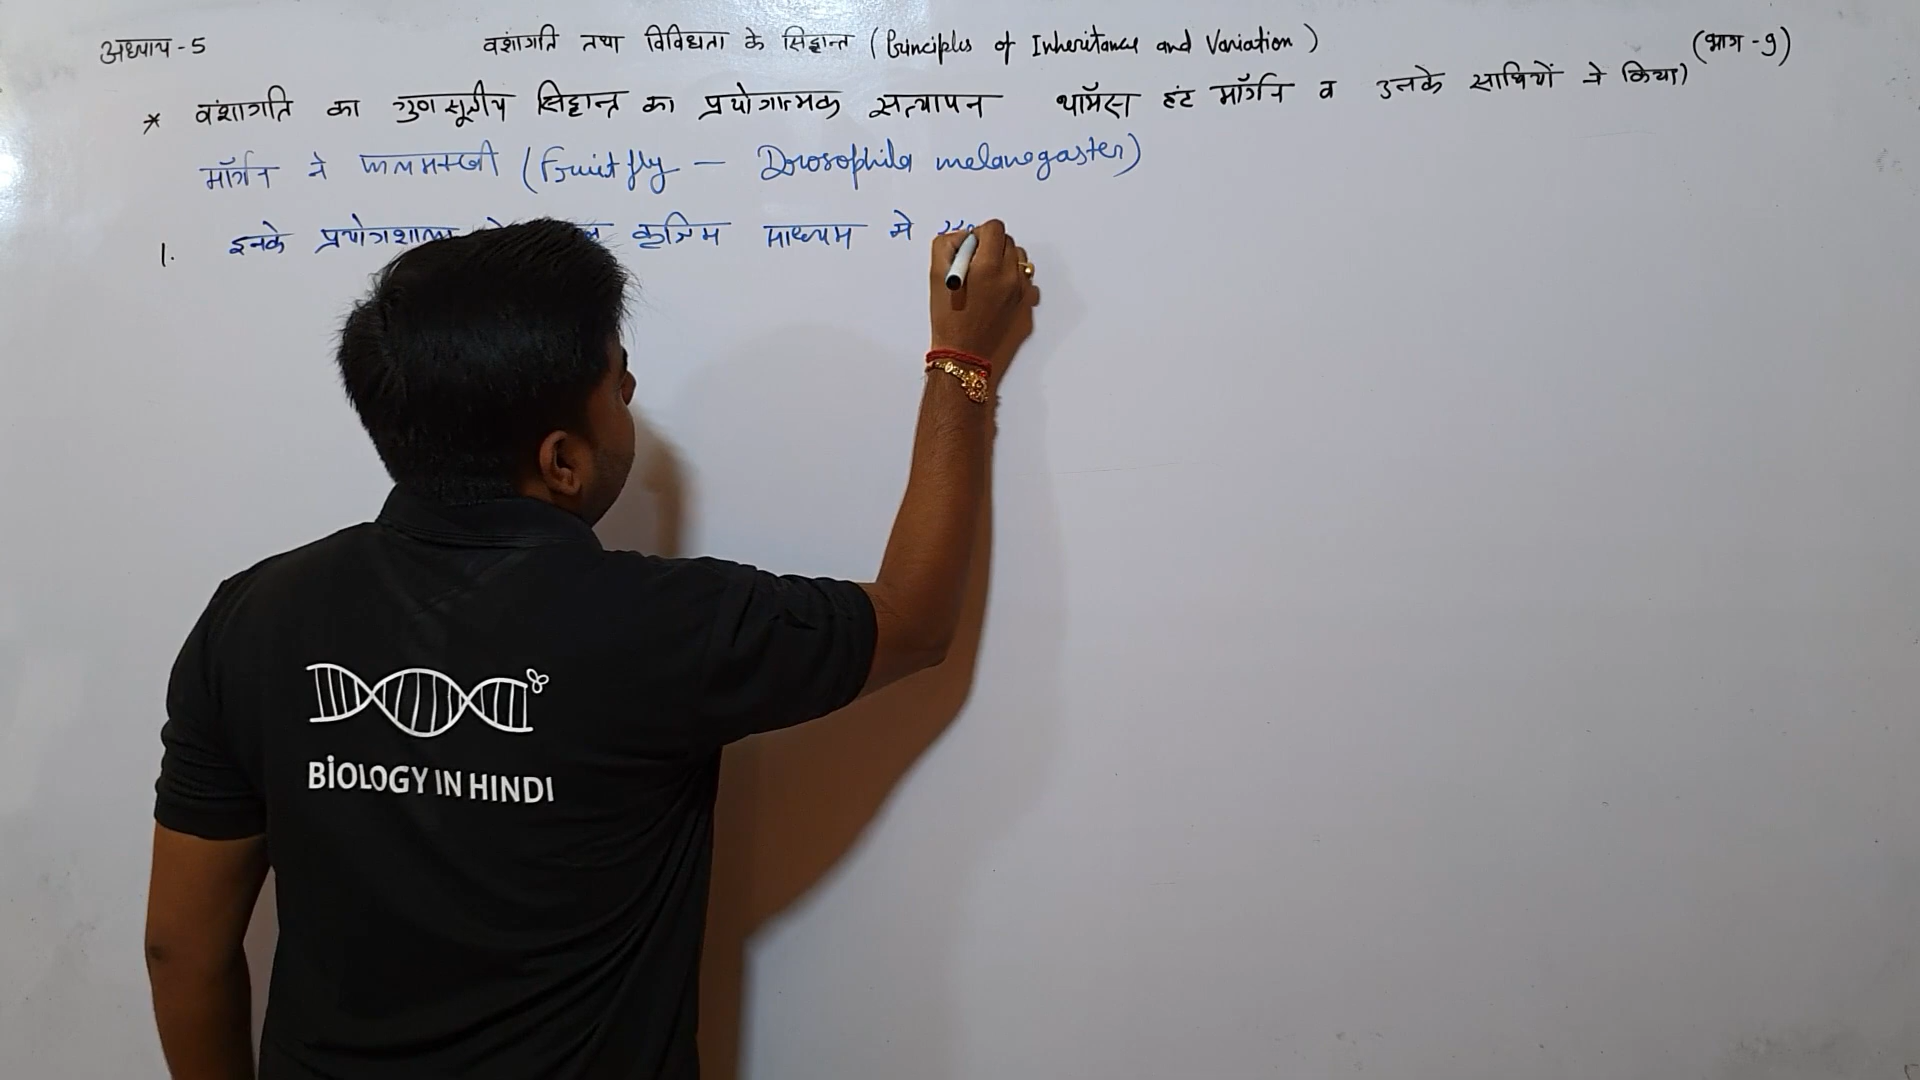 अध्याय - 5 वंशागति तथा विविधता के सिद्धान्त (Principles of Inheritance and Variation) (भाग - 9)
* वंशागति का गुणसूत्रीय सिद्धान्त का प्रयोगात्मक सत्यापन थॉमस हंट मॉर्गन व उनके साथियों ने किया)
मॉर्गन ने फलमक्खी (Fruit fly — Drosophila melanogaster)
1. इनके प्रयोगशाला कृत्रिम माध्यम मे
BIOLOGY IN HINDI